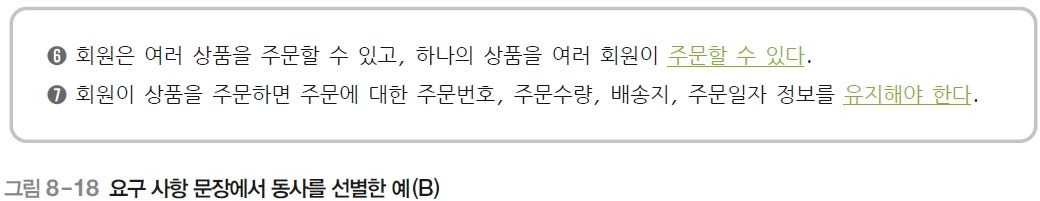 ❻ 회원은 여러 상품을 주문할 수 있고, 하나의 상품을 여러 회원이 주문할 수 있다.
❼ 회원이 상품을 주문하면 주문에 대한 주문번호, 주문수량, 배송지, 주문일자 정보를 유지해야 한다.
그림 8-18 요구 사항 문장에서 동사를 선별한 예(B)